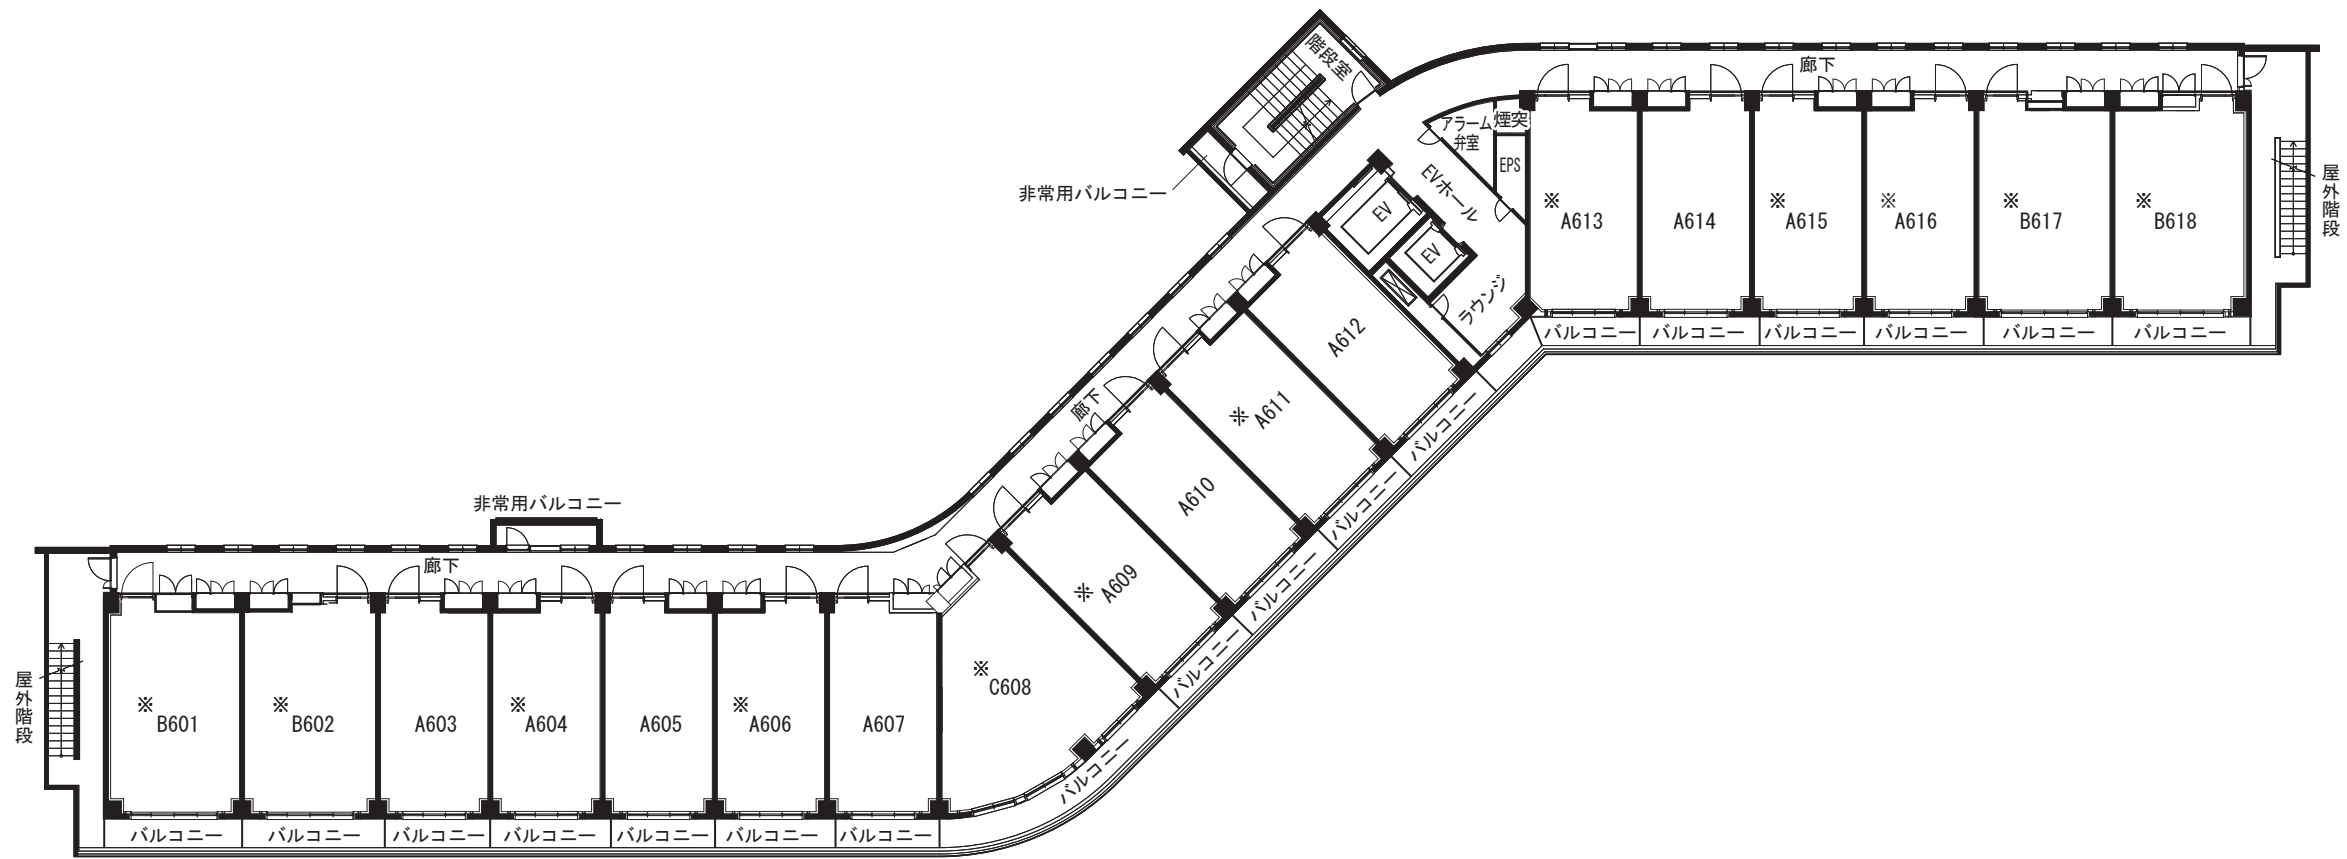 階段室
廊下
煙突
アラーム
弁室
EPS
EVホール
非常用バルコニー
EV
EV
ラウンジ
※
A613
A614
※
A615
※
A616
※
B617
※
B618
屋外階段
バルコニー
バルコニー
バルコニー
バルコニー
バルコニー
バルコニー
A612
※
A611
A610
※
A609
廊下
バルコニー
バルコニー
バルコニー
バルコニー
バルコニー
非常用バルコニー
廊下
屋外階段
※
B601
※
B602
A603
※
A604
A605
※
A606
A607
※
C608
バルコニー
バルコニー
バルコニー
バルコニー
バルコニー
バルコニー
バルコニー